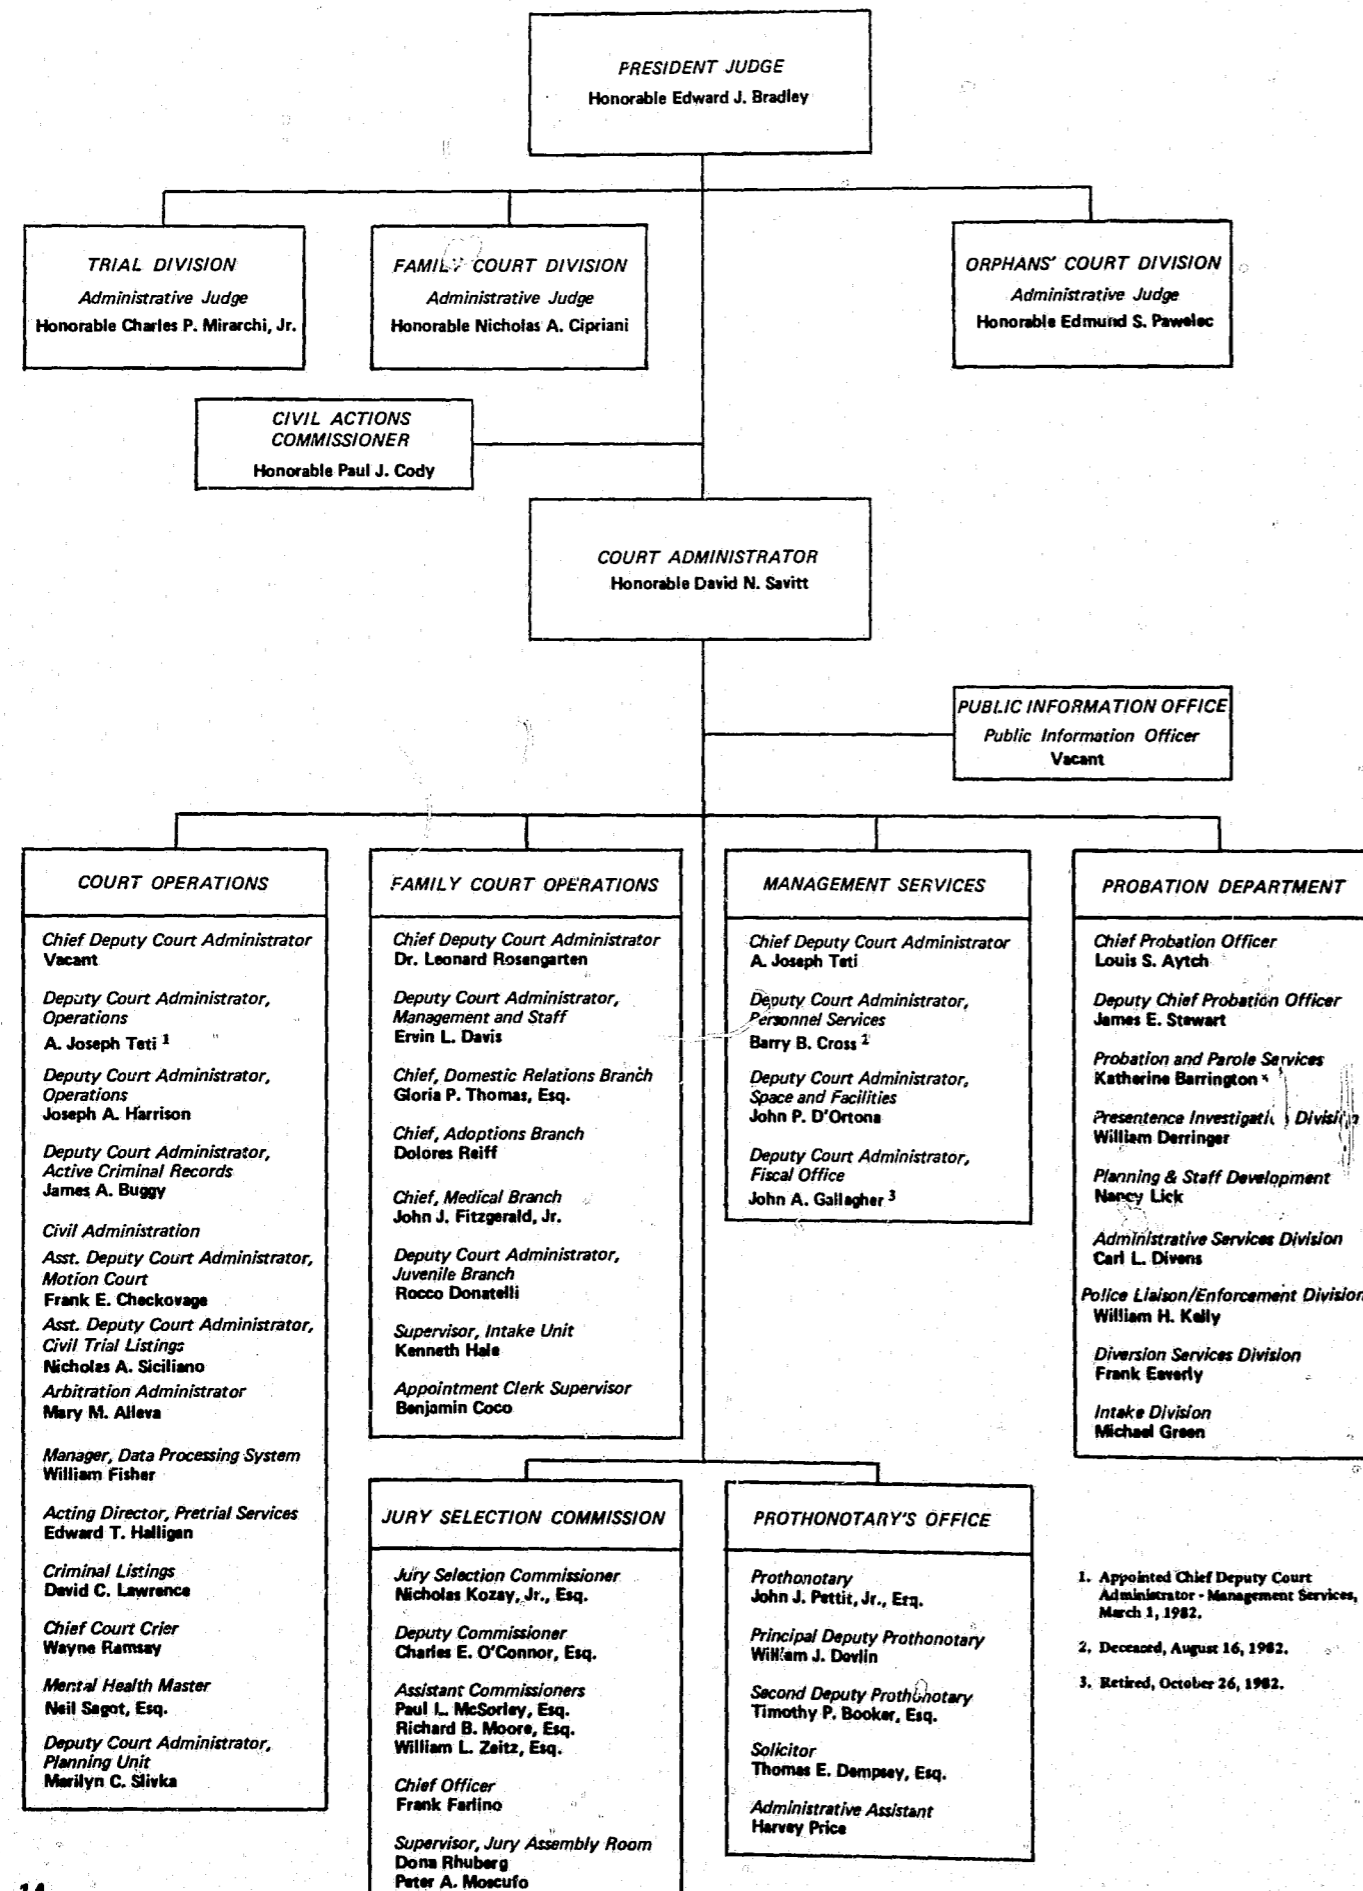 PRESIDENT JUDGE
Honorable Edward J. Bradley
TRIAL DIVISION
Administrative Judge
Honorable Charles P. Mirarchi, Jr.
FAMILY COURT DIVISION
Administrative Judge
Honorable Nicholas A. Cipriani
ORPHANS' COURT DIVISION
Administrative Judge
Honorable Edmund S. Pawelec
CIVIL ACTIONS
COMMISSIONER
Honorable Paul J. Cody
COURT ADMINISTRATOR
Honorable David N. Savitt
PUBLIC INFORMATION OFFICE
Public Information Officer
Vacant
COURT OPERATIONS
Chief Deputy Court Administrator
Vacant
Deputy Court Administrator,
Operations
A. Joseph Teti 1
Deputy Court Administrator,
Operations
Joseph A. Harrison
Deputy Court Administrator,
Active Criminal Records
James A. Buggy
Civil Administration
Asst. Deputy Court Administrator,
Motion Court
Frank E. Checkovage
Asst. Deputy Court Administrator,
Civil Trial Listings
Nicholas A. Siciliano
Arbitration Administrator
Mary M. Alleva
Manager, Data Processing System
William Fisher
Acting Director, Pretrial Services
Edward T. Halligan
Criminal Listings
David C. Lawrence
Chief Court Crier
Wayne Ramsay
Mental Health Master
Neil Sagot, Esq.
Deputy Court Administrator,
Planning Unit
Marilyn C. Slivka
FAMILY COURT OPERATIONS
Chief Deputy Court Administrator
Dr. Leonard Rosengarten
Deputy Court Administrator,
Management and Staff
Ervin L. Davis
Chief, Domestic Relations Branch
Gloria P. Thomas, Esq.
Chief, Adoptions Branch
Dolores Reiff
Chief, Medical Branch
John J. Fitzgerald, Jr.
Deputy Court Administrator,
Juvenile Branch
Rocco Donatelli
Supervisor, Intake Unit
Kenneth Hale
Appointment Clerk Supervisor
Benjamin Coco
MANAGEMENT SERVICES
Chief Deputy Court Administrator
A. Joseph Teti
Deputy Court Administrator,
Personnel Services
Barry B. Cross 2
Deputy Court Administrator,
Space and Facilities
John P. D'Ortona
Deputy Court Administrator,
Fiscal Office
John A. Gallagher 3
PROBATION DEPARTMENT
Chief Probation Officer
Louis S. Aytch
Deputy Chief Probation Officer
James E. Stewart
Probation and Parole Services
Katherine Barrington
Presentence Investigation Division
William Derringer
Planning & Staff Development
Nancy Lick
Administrative Services Division
Carl L. Divens
Police Liaison/Enforcement Division
William H. Kelly
Diversion Services Division
Frank Eaverly
Intake Division
Michael Green
JURY SELECTION COMMISSION
Jury Selection Commissioner
Nicholas Kozay, Jr., Esq.
Deputy Commissioner
Charles E. O'Connor, Esq.
Assistant Commissioners
Paul L. McSorley, Esq.
Richard B. Moore, Esq.
William L. Zeitz, Esq.
Chief Officer
Frank Farlino
Supervisor, Jury Assembly Room
Dona Rhuberg
Peter A. Moscufo
PROTHONOTARY'S OFFICE
Prothonotary
John J. Pettit, Jr., Esq.
Principal Deputy Prothonotary
William J. Devlin
Second Deputy Prothonotary
Timothy P. Booker, Esq.
Solicitor
Thomas E. Dempsey, Esq.
Administrative Assistant
Harvey Price
1. Appointed Chief Deputy Court
Administrator - Management Services,
March 1, 1982.
2. Deceased, August 16, 1982.
3. Retired, October 26, 1982.
14